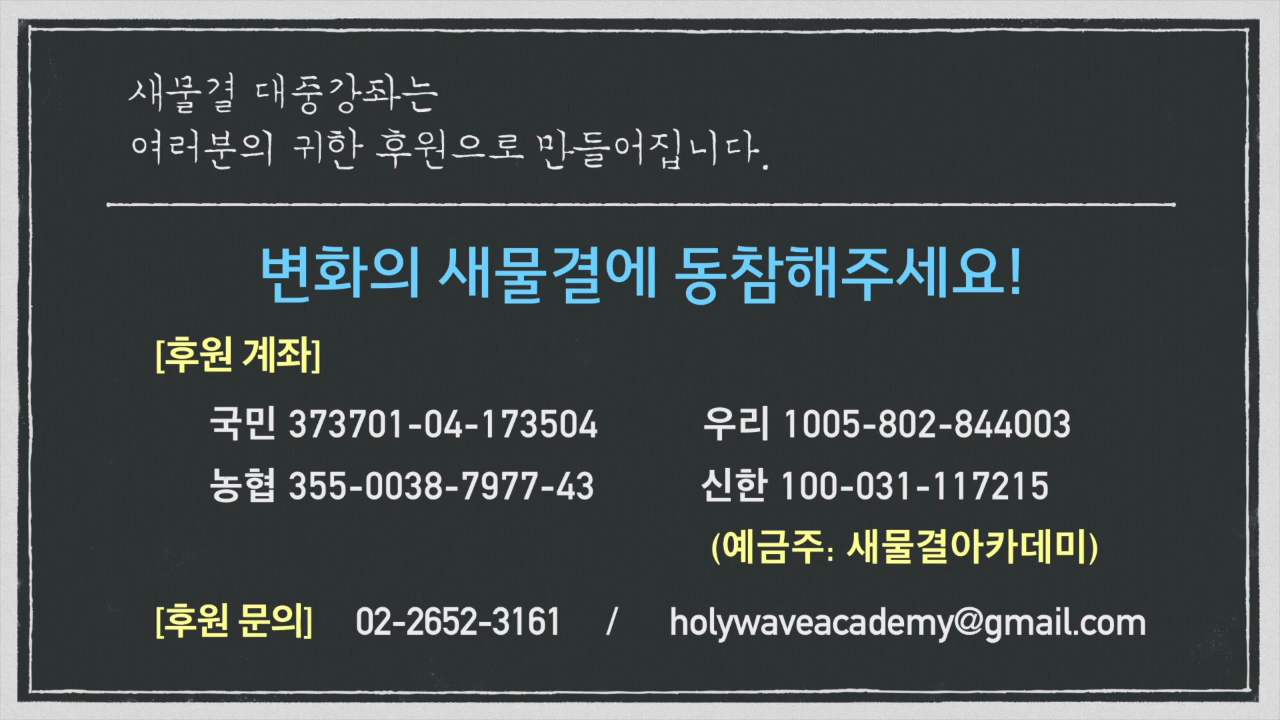 새물결 대중강좌는
여러분의 귀한 후원으로 만들어집니다.
변화의 새물결에 동참해주세요!
[후원 계좌]
국민 373701-04-173504 우리 1005-802-844003
농협 355-0038-7977-43 신한 100-031-117215
(예금주: 새물결아카데미)
[후원 문의] 02-2652-3161 / holywaveacademy@gmail.com